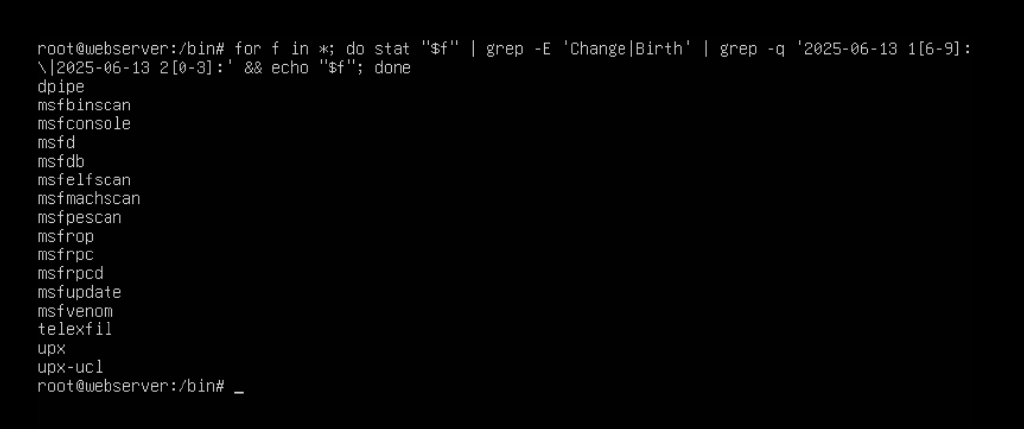 root@webserver:/bin# for f in *; do stat "$f" | grep -E 'Change|Birth' | grep -q '2025-06-13 1[6-9]:
\|2025-06-13 2[0-3]:' && echo "$f"; done
dpipe
msfbinscan
msfconsole
msfd
msfdb
msfelfscan
msfmachscan
msfpescan
msfrop
msfrpc
msfrpcd
msfupdate
msfvenom
telexfil
upx
upx-ucl
root@webserver:/bin# _